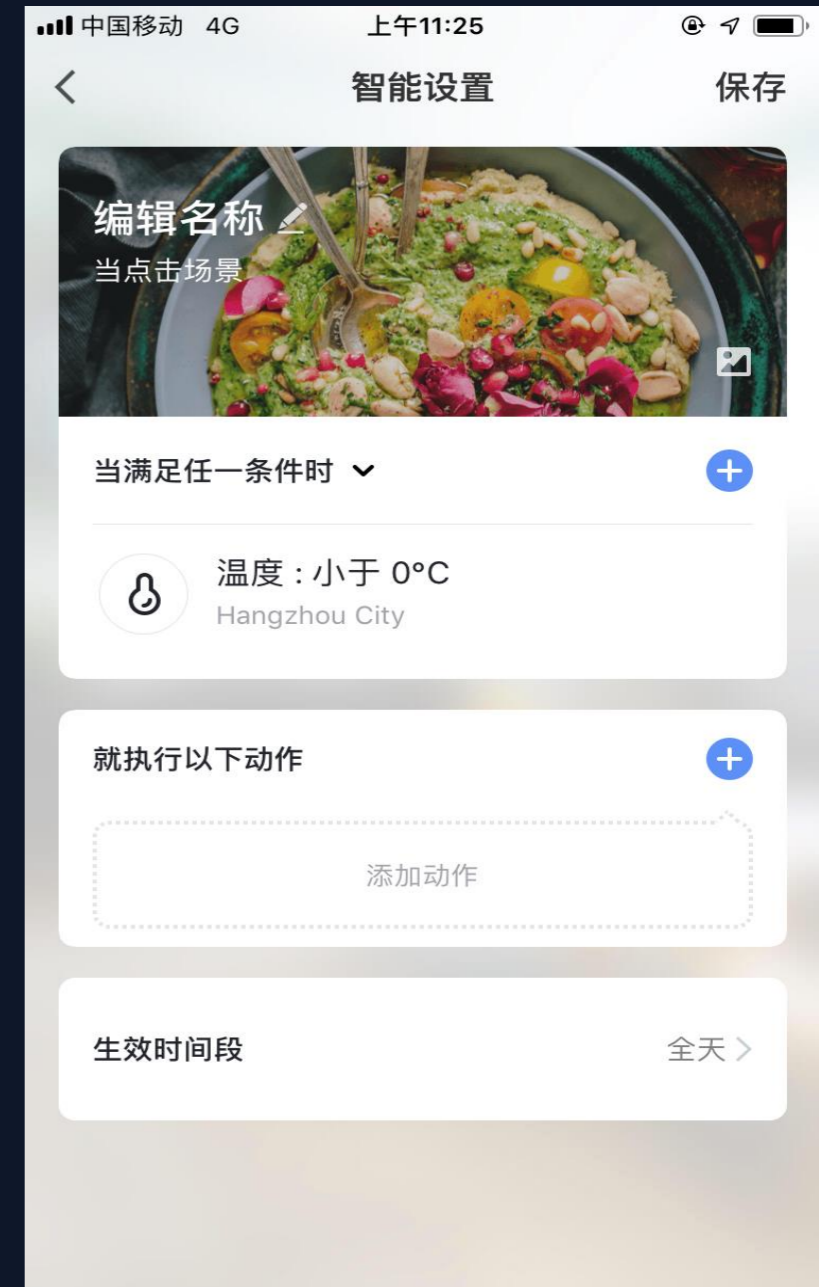 中国移动 4G 上午11:25
智能设置 保存
编辑名称
当点击场景
当满足任一条件时
温度 : 小于 0°C
Hangzhou City
就执行以下动作
添加动作
生效时间段 全天